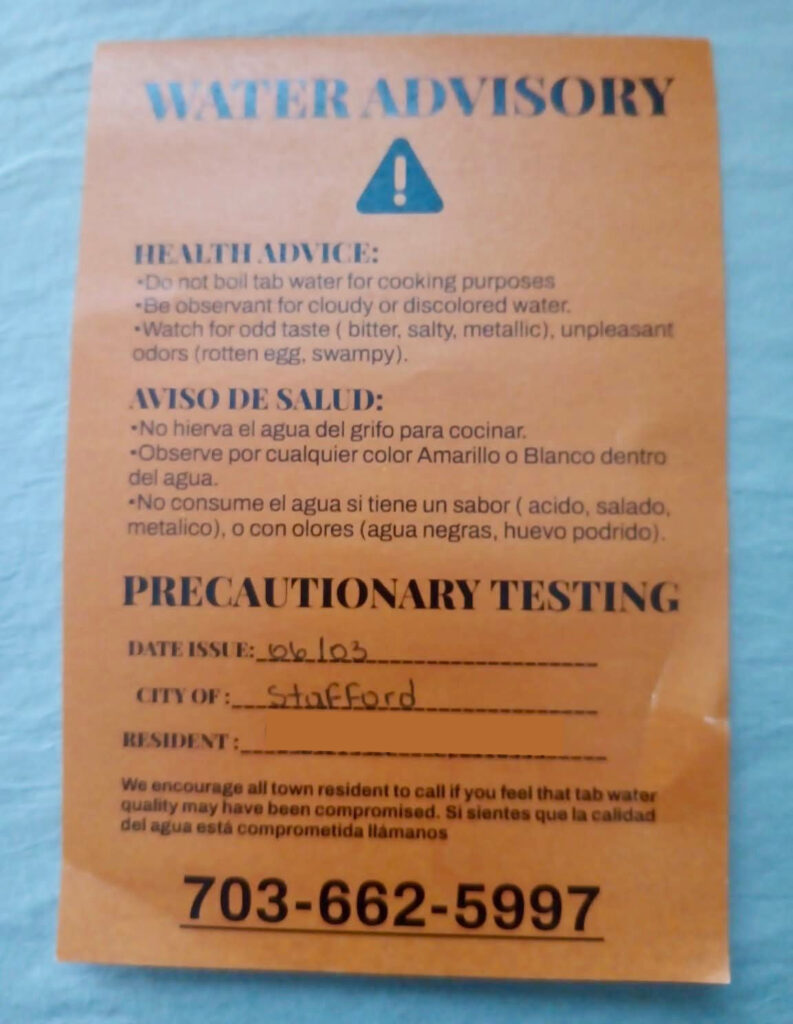 WATER ADVISORY
!
HEALTH ADVICE:
•Do not boil tab water for cooking purposes
•Be observant for cloudy or discolored water.
•Watch for odd taste ( bitter, salty, metallic), unpleasant
odors (rotten egg, swampy).
AVISO DE SALUD:
•No hierva el agua del grifo para cocinar.
•Observe por cualquier color Amarillo o Blanco dentro
del agua.
•No consume el agua si tiene un sabor ( acido, salado,
metalico), o con olores (agua negras, huevo podrido).
PRECAUTIONARY TESTING
DATE ISSUE: 06/03
CITY OF: Stafford
RESIDENT:
We encourage all town resident to call if you feel that tab water
quality may have been compromised. Si sientes que la calidad
del agua está comprometida llámanos
703-662-5997